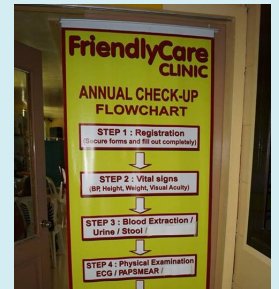 FriendlyCare
CLINIC
ANNUAL CHECK-UP
FLOWCHART
STEP 1 : Registration
(Secure forms and fill out completely)
STEP 2 : Vital signs
(BP, Height, Weight, Visual Acuity)
STEP 3 : Blood Extraction /
Urine / Stool /
STEP 4 : Physical Examination
ECG / PAPSMEAR /